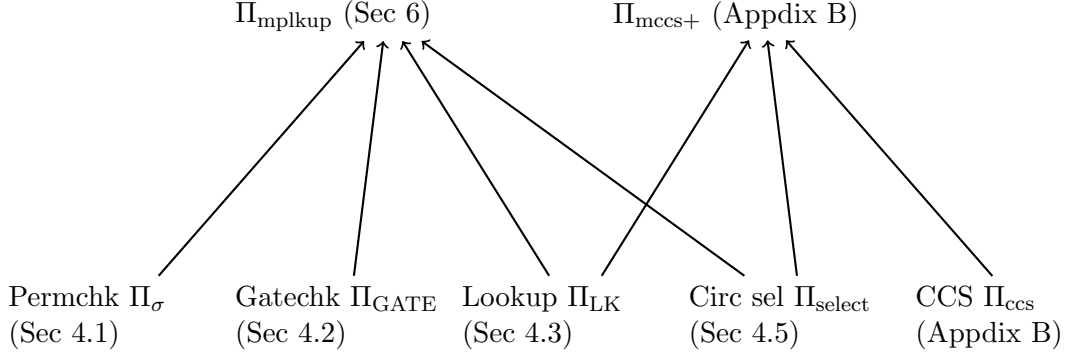 Π_mplkup (Sec 6)
Π_mccs+ (Appdix B)
Permchk Π_σ
(Sec 4.1)
Gatechk Π_GATE
(Sec 4.2)
Lookup Π_LK
(Sec 4.3)
Circ sel Π_select
(Sec 4.5)
CCS Π_ccs
(Appdix B)